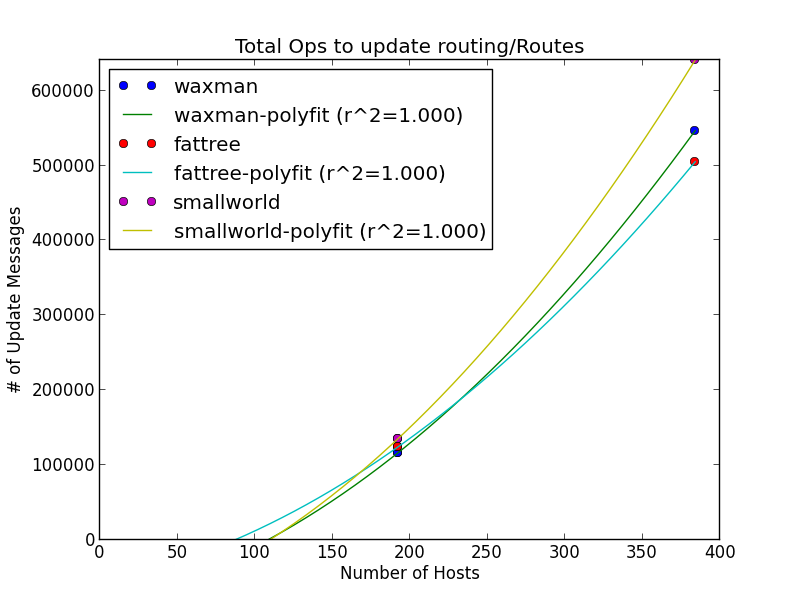 Total Ops to update routing/Routes
waxman
waxman-polyfit (r^2=1.000)
fattree
fattree-polyfit (r^2=1.000)
smallworld
smallworld-polyfit (r^2=1.000)
# of Update Messages
600000
500000
400000
300000
200000
100000
0
0 50 100 150 200 250 300 350 400
Number of Hosts